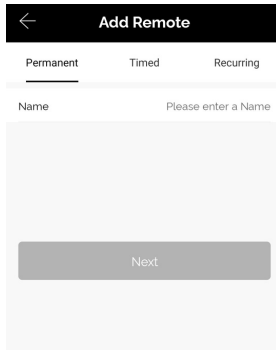 Add Remote
Permanent Timed Recurring
Name Please enter a Name
Next